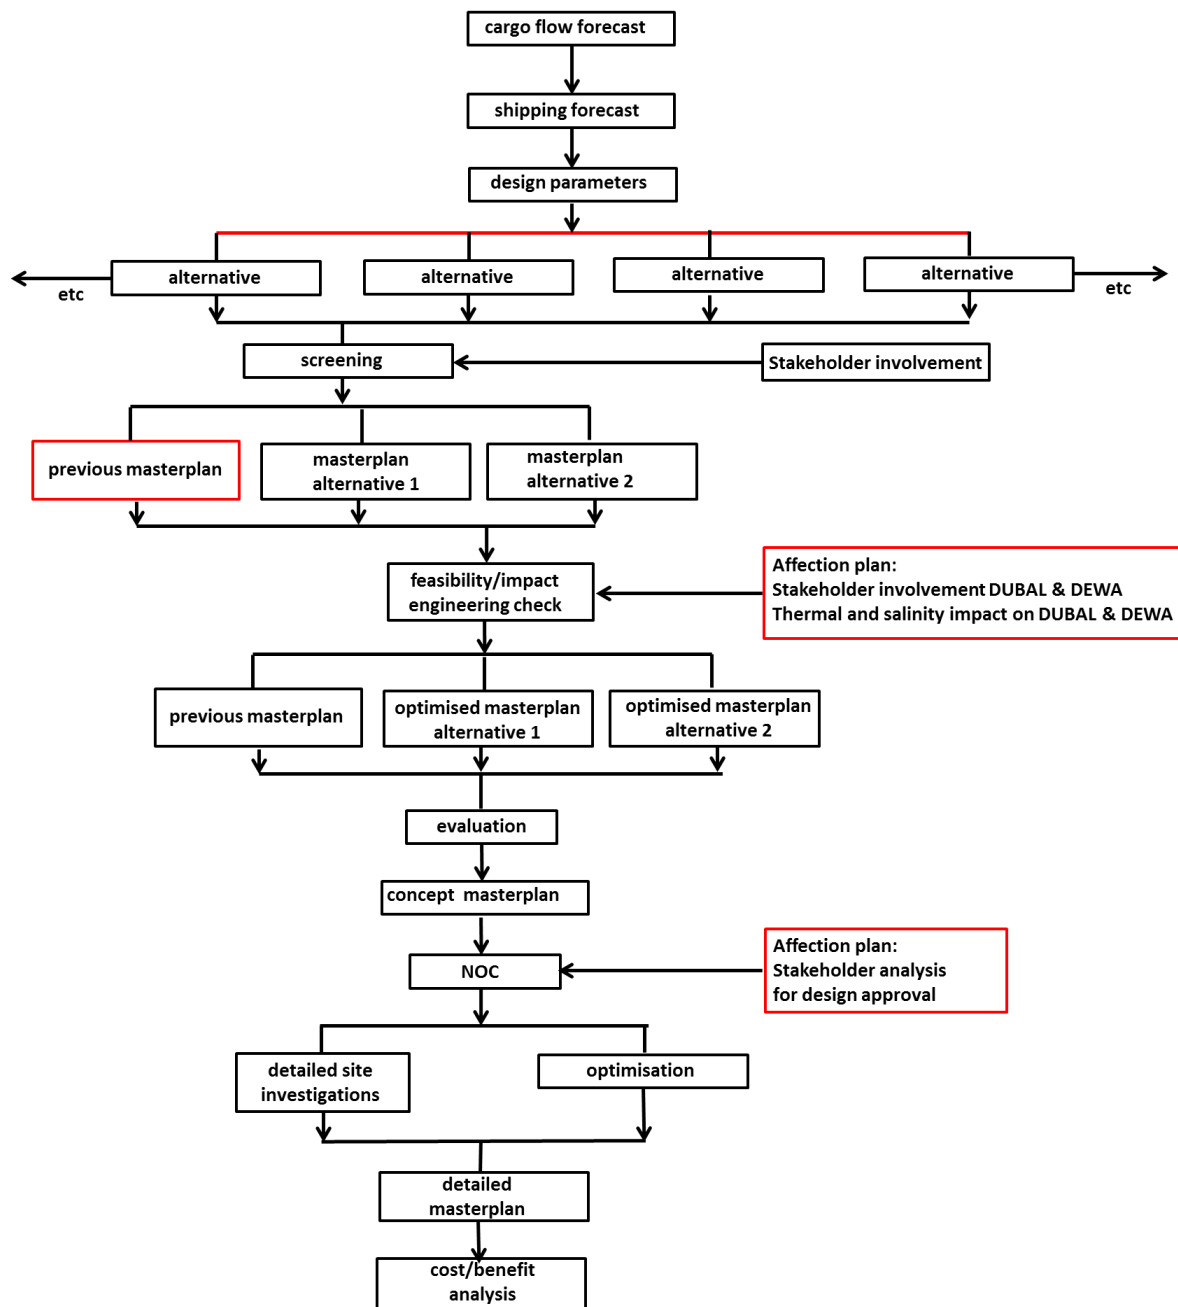 cargo flow forecast
shipping forecast
design parameters
alternative
alternative
alternative
alternative
etc
etc
screening
Stakeholder involvement
previous masterplan
masterplan
alternative 1
masterplan
alternative 2
feasibility/impact
engineering check
Affection plan:
Stakeholder involvement DUBAL & DEWA
Thermal and salinity impact on DUBAL & DEWA
previous masterplan
optimised masterplan
alternative 1
optimised masterplan
alternative 2
evaluation
concept masterplan
NOC
Affection plan:
Stakeholder analysis
for design approval
detailed site
investigations
optimisation
detailed
masterplan
cost/benefit
analysis